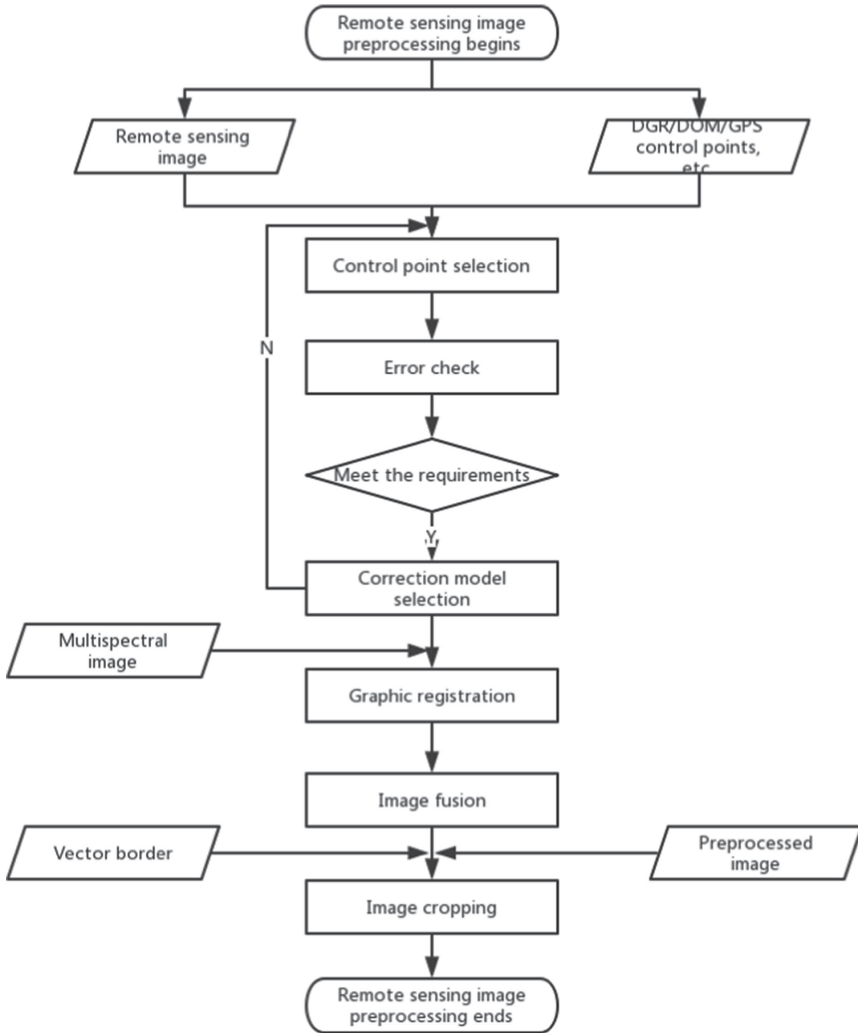 Remote sensing image
preprocessing begins
Remote sensing
image
DGR/DOM/GPS
control points,
etc
Control point selection
N
Error check
Meet the requirements
Y
Correction model
selection
Multispectral
image
Graphic registration
Image fusion
Vector border
Preprocessed
image
Image cropping
Remote sensing image
preprocessing ends